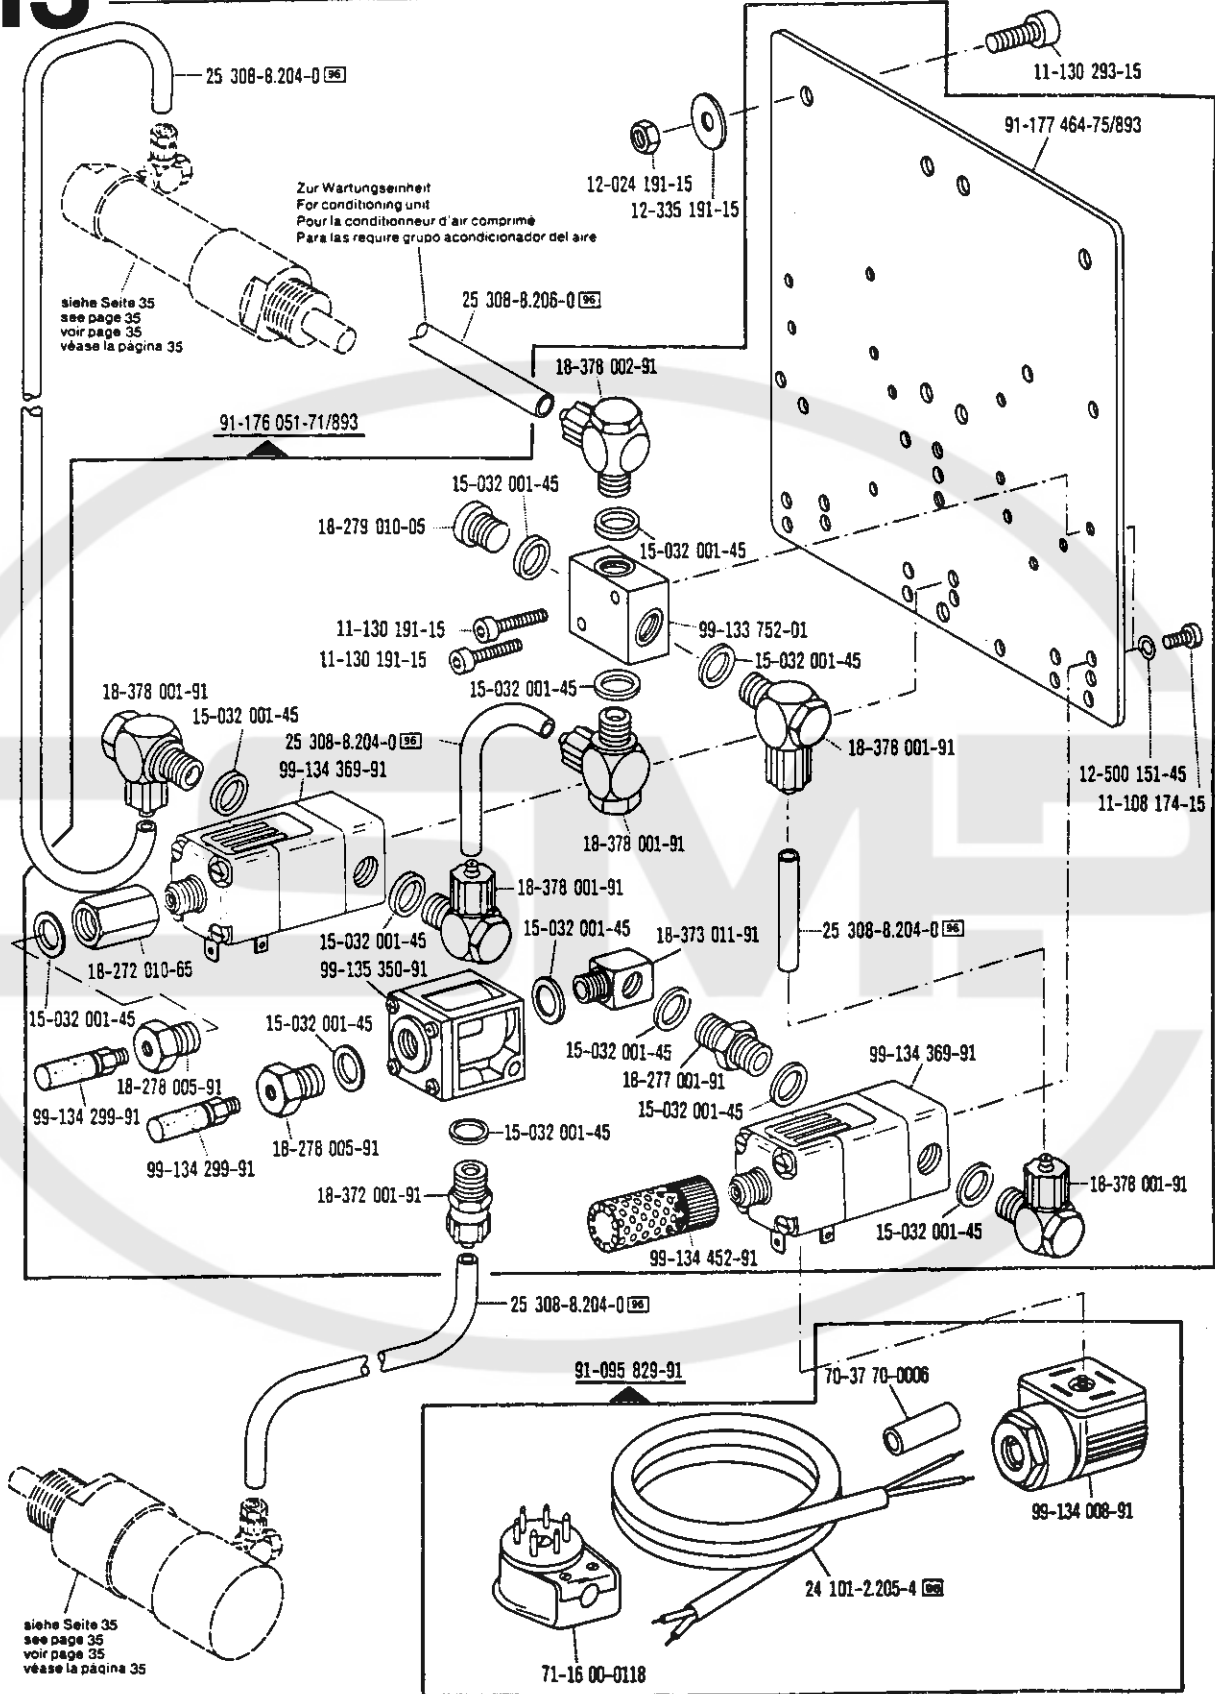 25 308-8.204-0 96
11-130 293-15
91-177 464-75/893
12-024 191-15
12-335 191-15
Zur Wartungseinheit
For conditioning unit
Pour la conditionneur d'air comprimé
Para las require grupo acondicionador del aire
siehe Seite 35
see page 35
voir page 35
véase la página 35
25 308-8.206-0 96
18-378 002-91
91-176 051-71/893
15-032 001-45
18-279 010-05
15-032 001-45
11-130 191-15
99-133 752-01
11-130 191-15
15-032 001-45
15-032 001-45
18-378 001-91
15-032 001-45
25 308-8.204-0 96
18-378 001-91
99-134 369-91
12-500 151-45
11-108 174-15
18-378 001-91
18-378 001-91
15-032 001-45
15-032 001-45
18-373 011-91
25 308-8.204-0 96
18-272 010-65
99-135 350-91
15-032 001-45
15-032 001-45
15-032 001-45
99-134 369-91
18-278 005-91
18-277 001-91
99-134 299-91
15-032 001-45
15-032 001-45
18-278 005-91
99-134 299-91
18-372 001-91
18-378 001-91
15-032 001-45
99-134 452-91
25 308-8.204-0 96
91-095 829-91
70-37 70-0006
99-134 008-91
24 101-2.205-4 96
siehe Seite 35
see page 35
voir page 35
véase la página 35
71-16 00-0118